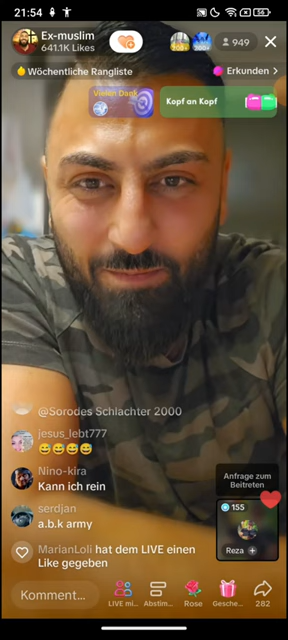 21:54
56
Ex-muslim
641.1K Likes
200+
949
Wöchentliche Rangliste
Erkunden
Vielen Dank
Kopf an Kopf
@Sorodes Schlachter 2000
jesus_lebt777
😅😅😅😅
Nino-kira
Kann ich rein
serdjan
a.b.k army
MarianLoli hat dem LIVE einen
Like gegeben
Anfrage zum
Beitreten
155
Reza +
Komment...
LIVE mi...
Abstim...
Rose
Gesche...
282